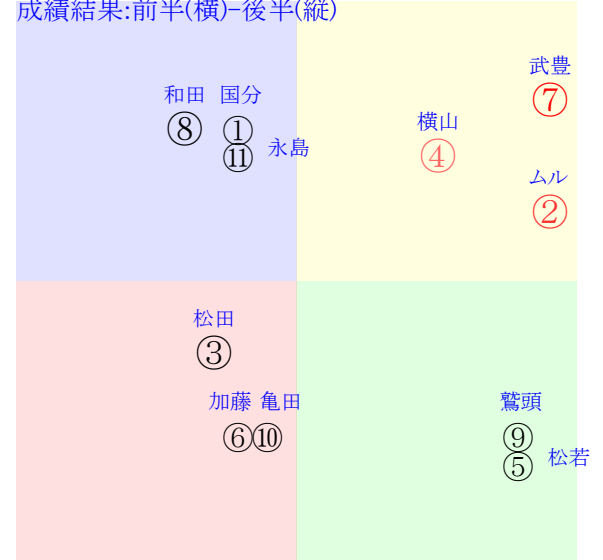 成績結果:前半(横)-後半(縦)
武豊
⑦
和田 国分
⑧ ①
横山
④
⑪ 永島
ムル
②
松田
③
加藤 亀田
⑥⑩
鷲頭
⑨
⑤ 松若